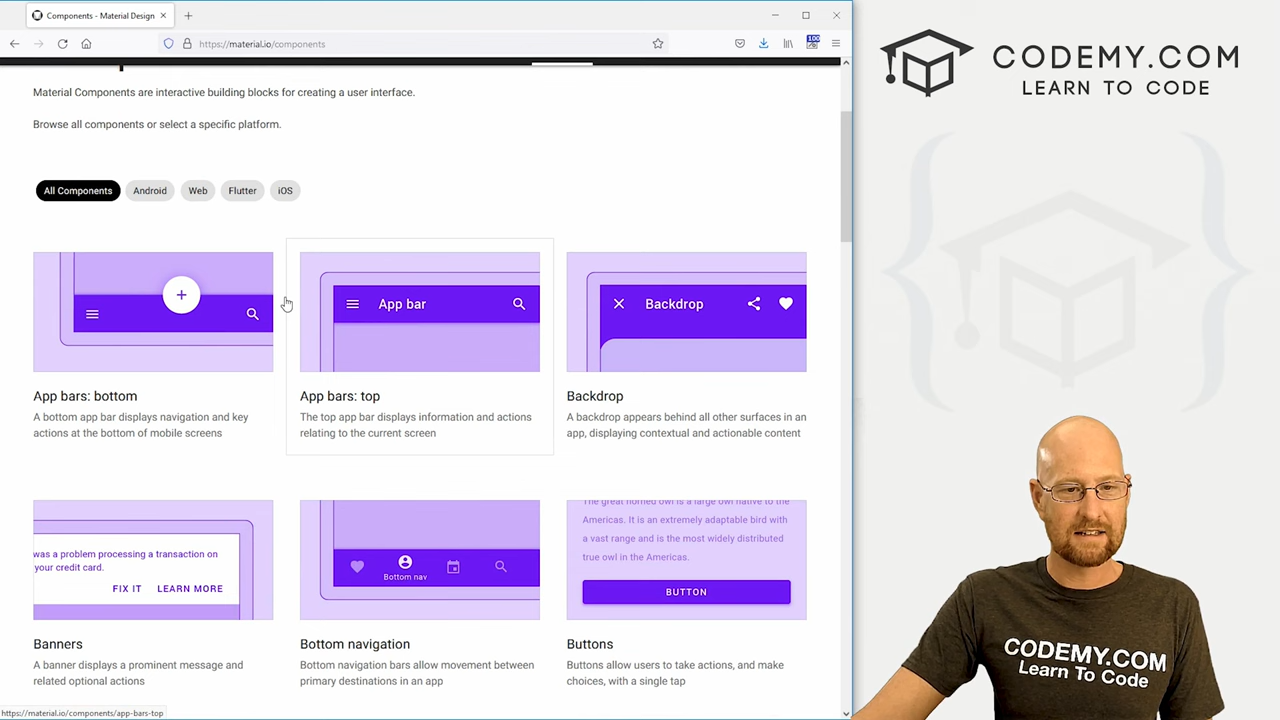 Components - Material Design
https://material.io/components
100
CODEMY.COM
LEARN TO CODE
Material Components are interactive building blocks for creating a user interface.
Browse all components or select a specific platform.
All Components
Android
Web
Flutter
iOS
App bar
Backdrop
App bars: bottom
A bottom app bar displays navigation and key
actions at the bottom of mobile screens
App bars: top
The top app bar displays information and actions
relating to the current screen
Backdrop
A backdrop appears behind all other surfaces in an
app, displaying contextual and actionable content
was a problem processing a transaction on
your credit card.
FIX IT
LEARN MORE
Bottom nav
The great horned owl is a large owl native to the
Americas. It is an extremely adaptable bird with
a vast range and is the most widely distributed
true owl in the Americas.
BUTTON
Banners
A banner displays a prominent message and
related optional actions
Bottom navigation
Bottom navigation bars allow movement between
primary destinations in an app
Buttons
Buttons allow users to take actions, and make
choices, with a single tap
https://material.io/components/app-bars-top
CODEMY.COM
Learn To Code